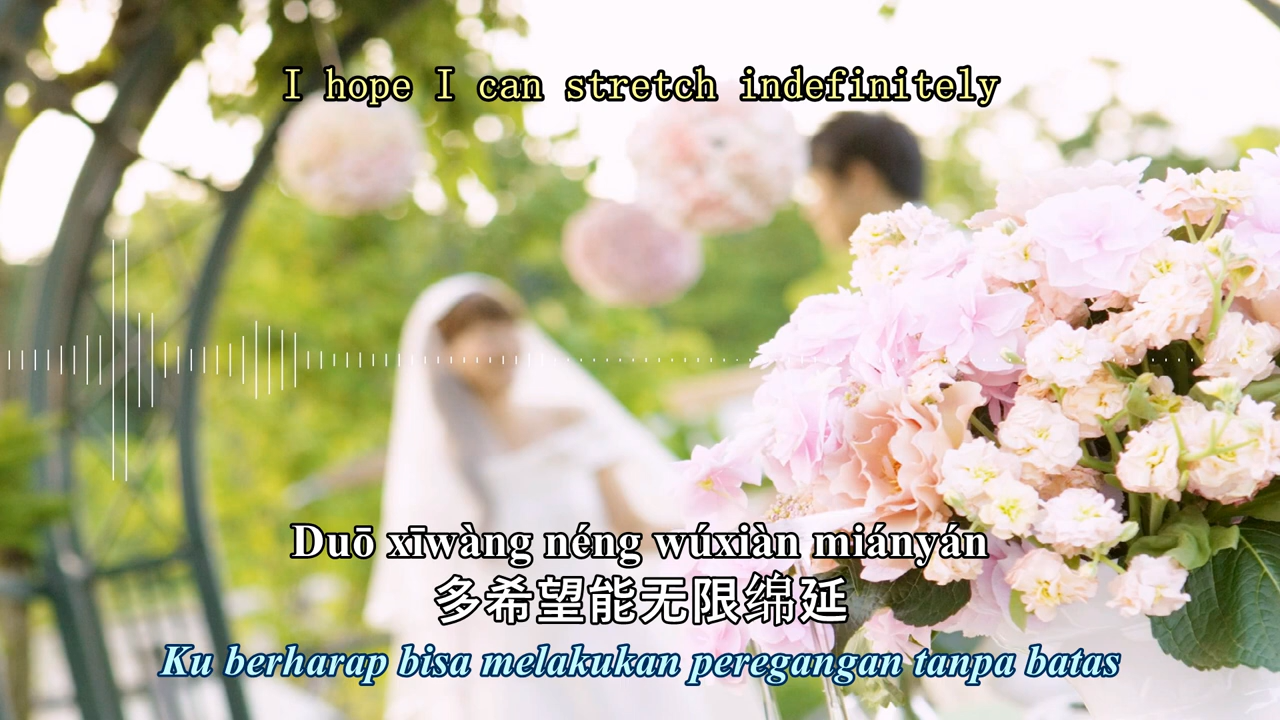 I hope I can stretch indefinitely
Duō xīwàng néng wúxiàn miányán
多希望能无限绵延
Ku berharap bisa melakukan peregangan tanpa batas